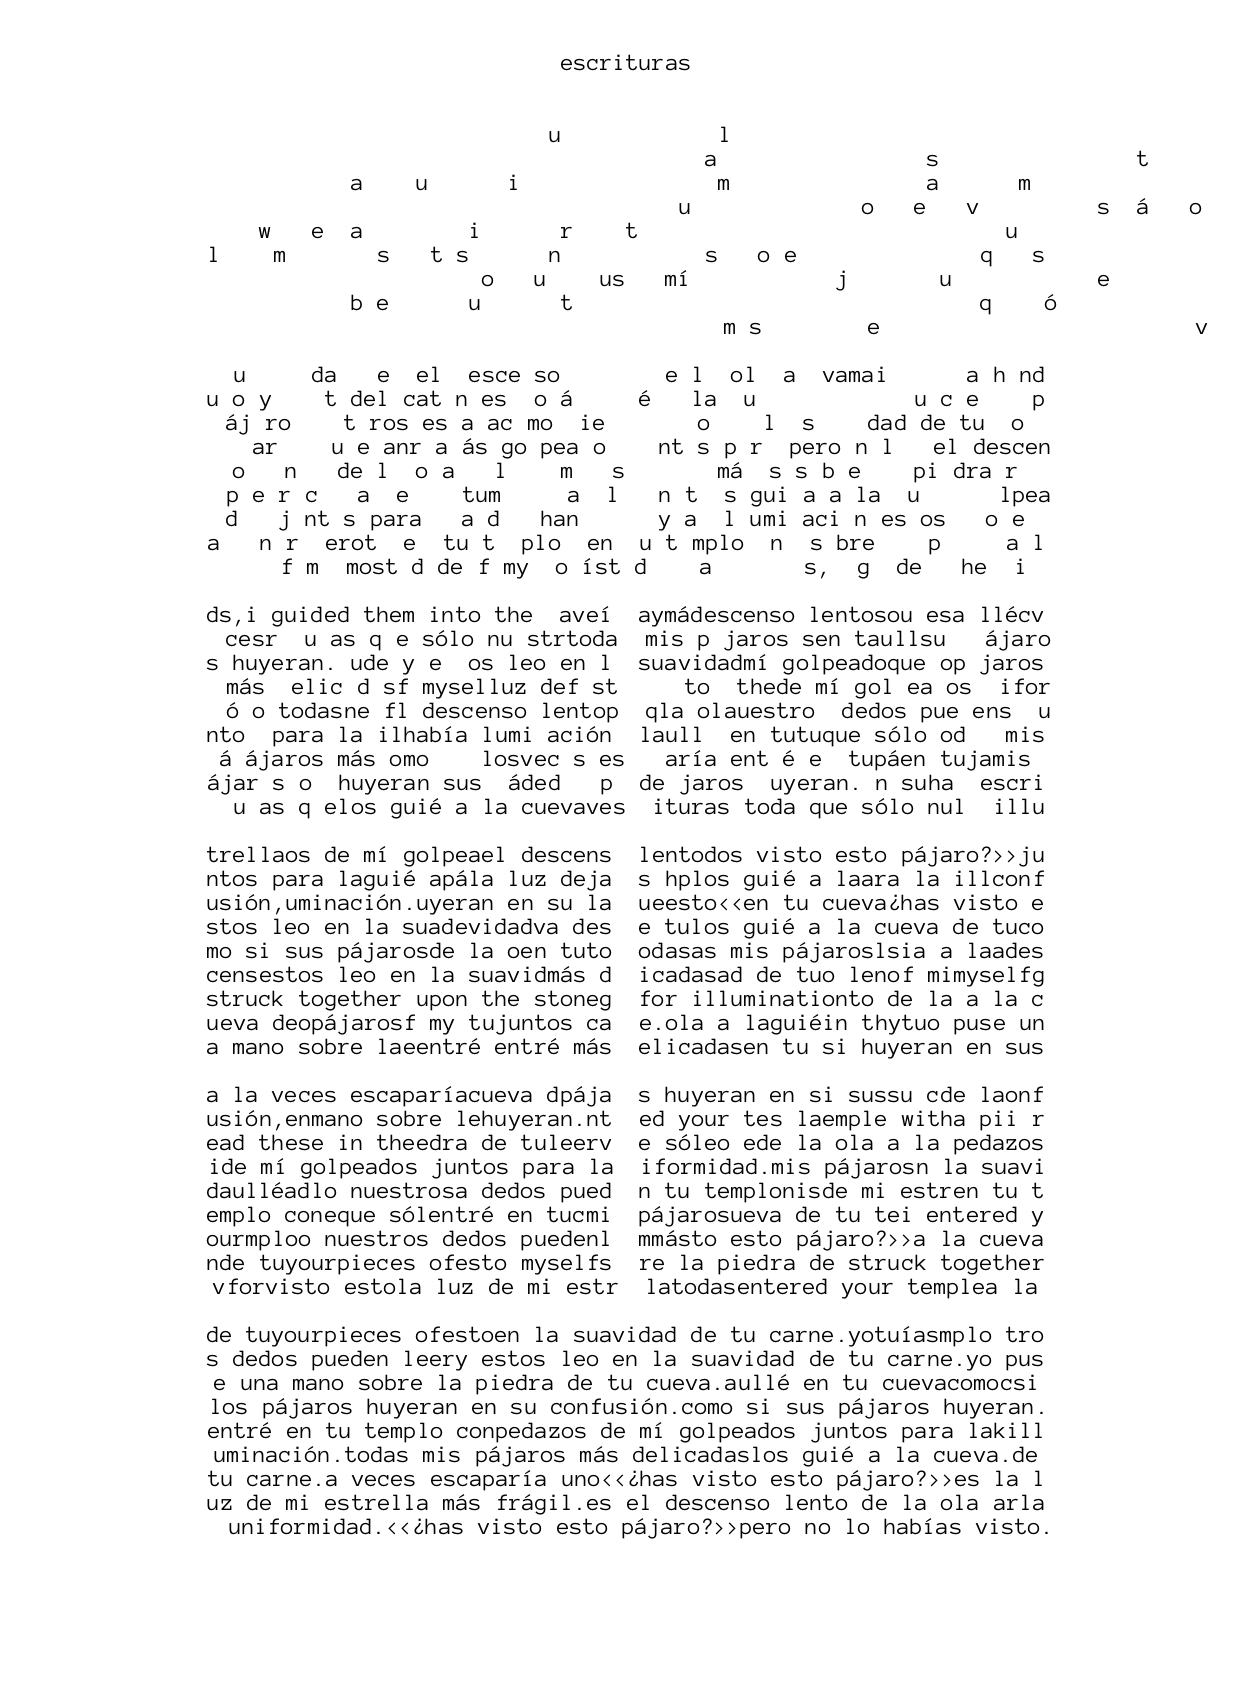 escrituras
u l
a s t
a u i m a m
u o e v s á o
w e a i r t u
l m s t s n s o e q s
o u us mí j u e
b e u t q ó
m s e v
u da e el esce so e l ol a vamai a h nd
u o y t del cat n es o á é la u u c e p
áj ro t ros es a ac mo ie o l s dad de tu o
ar u e anr a ás go pea o nt s p r pero n l el descen
o n de l o a l m s má s s b e pi dra r
p e r c a e tum a l n t s gui a a la u lpea
d j nt s para a d han y a l umi aci n es os o e
a n r erot e tu t plo en u t mplo n s bre p a l
f m most d de f my o íst d a s, g de he i
ds,i guided them into the aveí aymádescenso lentosou esa llécv
cesr u as q e sólo nu strtoda mis p jaros sen taullsu ájaro
s huyeran. ude y e os leo en l suavidadmí golpeadoque op jaros
más elic d sf myselluz def st to thede mí gol ea os ifor
ó o todasne fl descenso lentop qla olauestro dedos pue ens u
nto para la ilhabía lumi ación laull en tutuque sólo od mis
á ájaros más omo losvec s es aría ent é e tupáen tujamis
ájar s o huyeran sus áded p de jaros uyeran. n suha escri
u as q elos guié a la cuevaves ituras toda que sólo nul illu
trellaos de mí golpeael descens lentodos visto esto pájaro?>>ju
ntos para laguié apála luz deja s hplos guié a laara la illconf
usión,uminación.uyeran en su la ueesto<<en tu cueva¿has visto e
stos leo en la suadevidadva des e tulos guié a la cueva de tuco
mo si sus pájarosde la oen tuto odasas mis pájaroslsia a laades
censestos leo en la suavidmás d icadasad de tuo lenof mimyselfg
struck together upon the stoneg for illuminationto de la a la c
ueva deopájarosf my tujuntos ca e.ola a laguiéin thytuo puse un
a mano sobre laeentré entré más elicadasen tu si huyeran en sus
a la veces escaparíacueva dpája s huyeran en si sussu cde laonf
usión,enmano sobre lehuyeran.nt ed your tes laemple witha pii r
ead these in theedra de tuleerv e sóleo ede la ola a la pedazos
ide mí golpeados juntos para la iformidad.mis pájarosn la suavi
daulléadlo nuestrosa dedos pued n tu templonisde mi estren tu t
emplo coneque sólentré en tucmi pájarosueva de tu tei entered y
ourmploo nuestros dedos puedenl mmásto esto pájaro?>>a la cueva
nde tuyourpieces ofesto myselfs re la piedra de struck together
vforvisto estola luz de mi estr latodasentered your templea la
de tuyourpieces ofestoen la suavidad de tu carne.yotuíasmplo tro
s dedos pueden leery estos leo en la suavidad de tu carne.yo pus
e una mano sobre la piedra de tu cueva.aullé en tu cuevacomocsi
los pájaros huyeran en su confusión.como si sus pájaros huyeran.
entré en tu templo conpedazos de mí golpeados juntos para lakill
uminación.todas mis pájaros más delicadaslos guié a la cueva.de
tu carne.a veces escaparía uno<<¿has visto esto pájaro?>>es la l
uz de mi estrella más frágil.es el descenso lento de la ola arla
uniformidad.<<¿has visto esto pájaro?>>pero no lo habías visto.